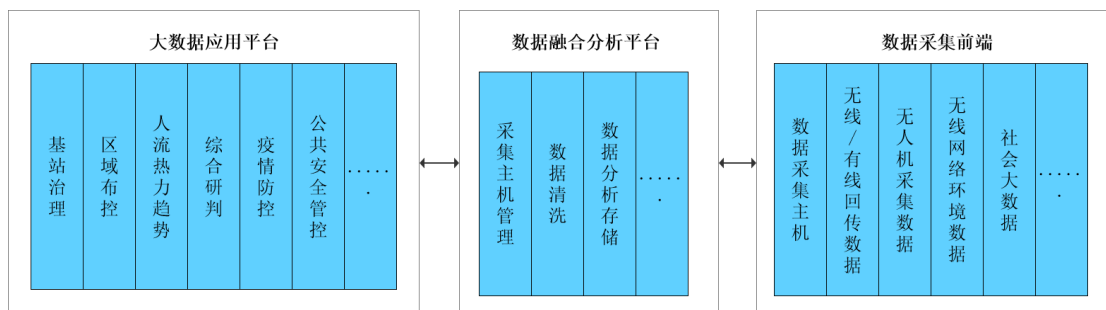 大数据应用平台
基站治理
区域布控
人流热力趋势
综合研判
疫情防控
公共安全管控
......
数据融合分析平台
采集主机管理
数据清洗
数据分析存储
......
数据采集前端
数据采集主机
无线/有线回传数据
无人机采集数据
无线网络环境数据
社会大数据
......